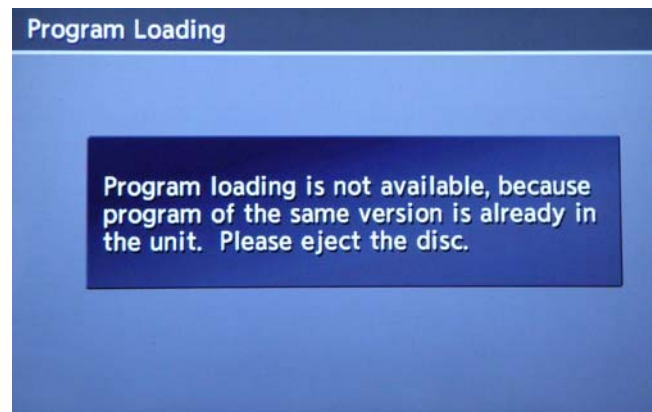 Program Loading
Program loading is not available, because
program of the same version is already in
the unit. Please eject the disc.